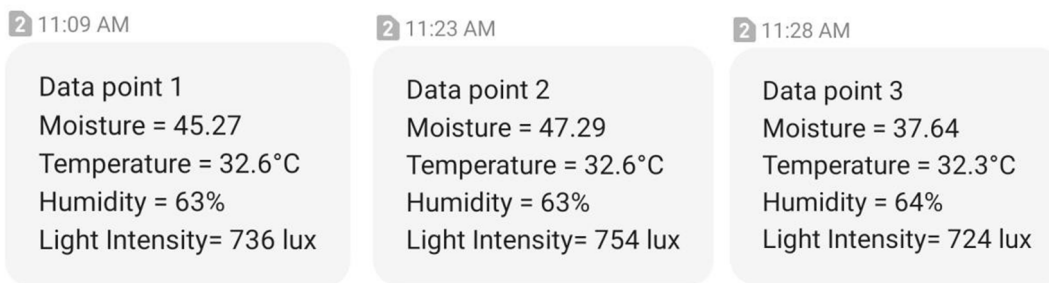 2 11:09 AM
Data point 1
Moisture = 45.27
Temperature = 32.6°C
Humidity = 63%
Light Intensity= 736 lux
2 11:23 AM
Data point 2
Moisture = 47.29
Temperature = 32.6°C
Humidity = 63%
Light Intensity= 754 lux
2 11:28 AM
Data point 3
Moisture = 37.64
Temperature = 32.3°C
Humidity = 64%
Light Intensity= 724 lux